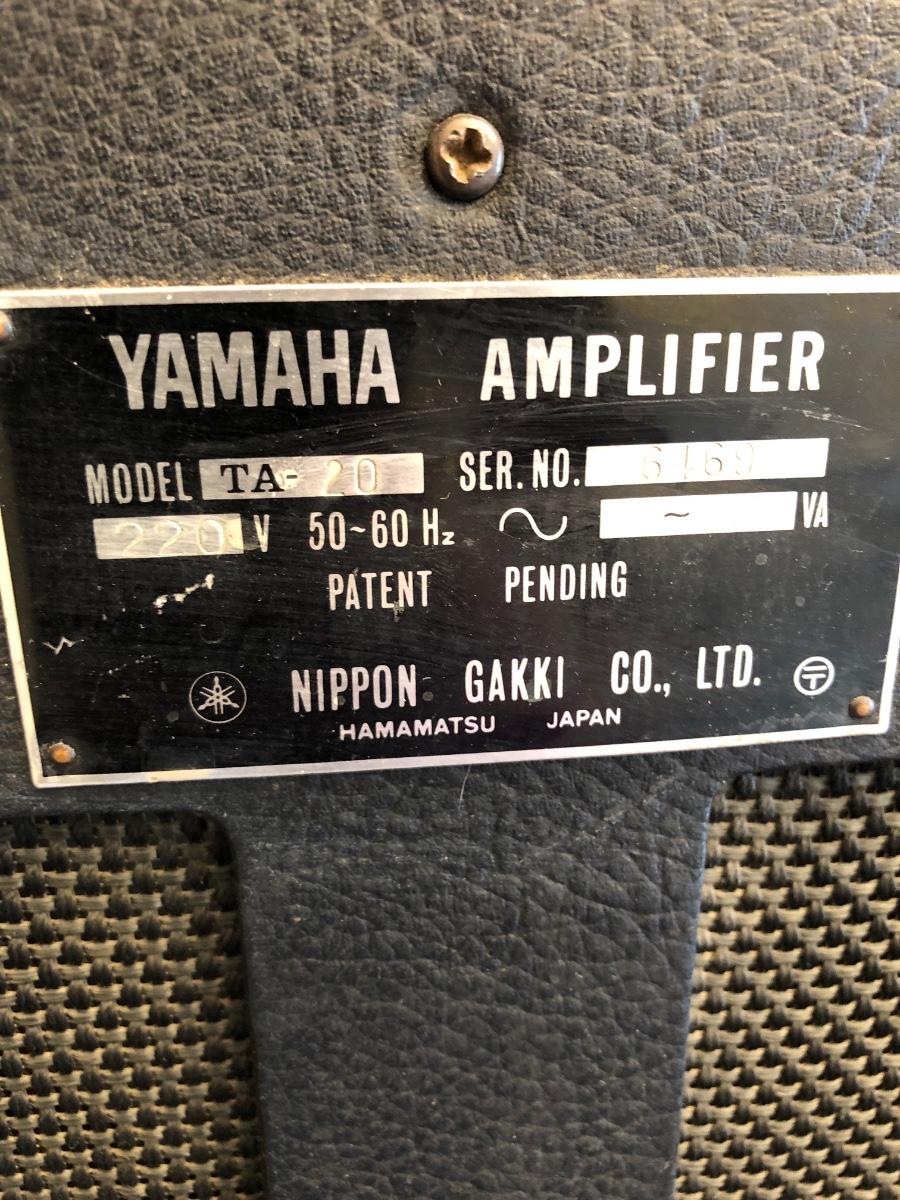 YAMAHA AMPLIFIER
MODEL TA-20 SER. NO. 6169
220 V 50~60 Hz ~ VA
PATENT PENDING
NIPPON GAKKI CO., LTD.
HAMAMATSU JAPAN